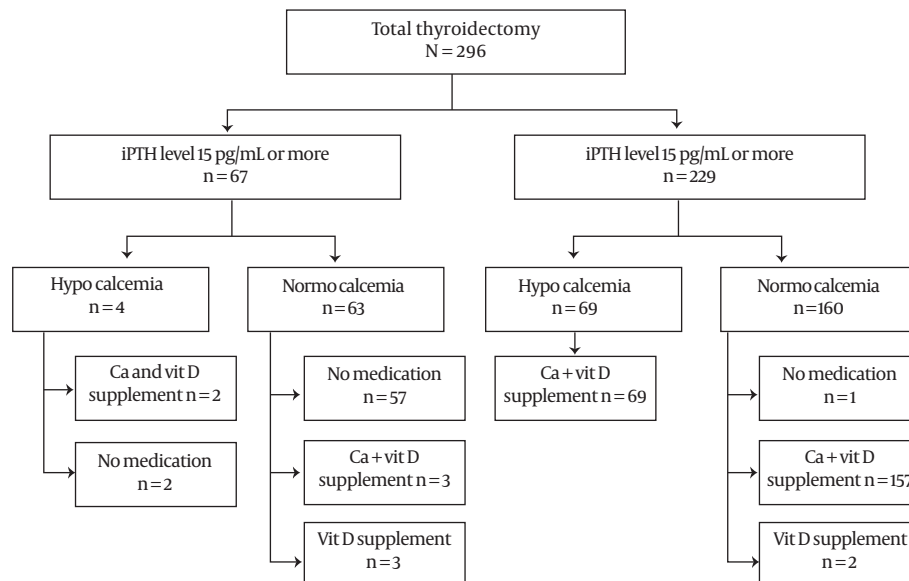 Total thyroidectomy
N = 296
iPTH level 15 pg/mL or more
n = 67
iPTH level 15 pg/mL or more
n = 229
Hypo calcemia
n = 4
Normo calcemia
n = 63
Hypo calcemia
n = 69
Normo calcemia
n=160
Ca and vit D
supplement n = 2
No medication
n = 2
No medication
n = 57
Ca + vit D
supplement n = 3
Vit D supplement
n = 3
Ca + vit D
supplement n = 69
No medication
n = 1
Ca + vit D
supplement n = 157
Vit D supplement
n = 2